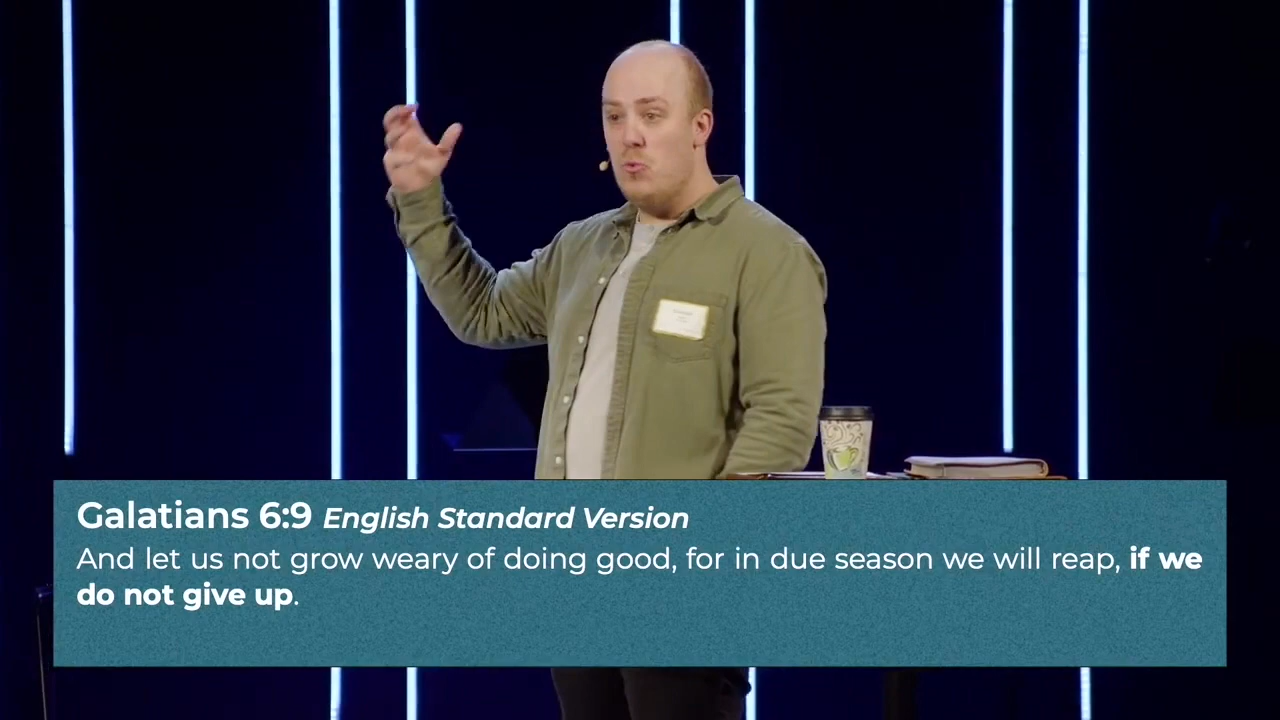 Galatians 6:9 English Standard Version
And let us not grow weary of doing good, for in due season we will reap, if we
do not give up.